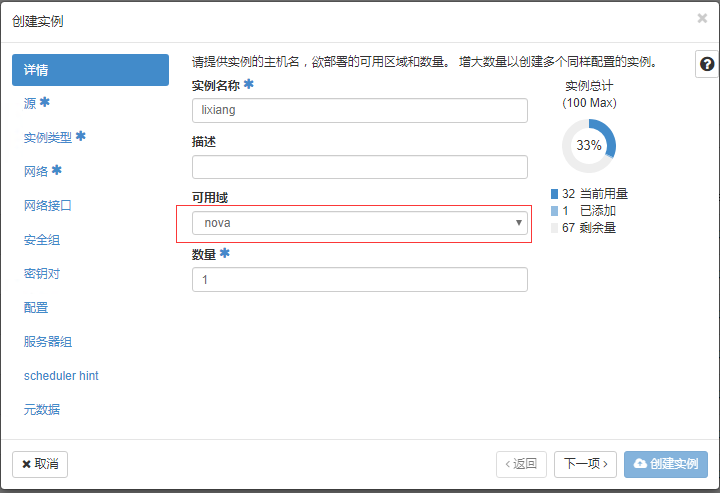 创建实例
×
详情
源 ✱
实例类型 ✱
网络 ✱
网络接口
安全组
密钥对
配置
服务器组
scheduler hint
元数据
请提供实例的主机名，欲部署的可用区域和数量。 增大数量以创建多个同样配置的实例。
实例名称 ✱
lixiang
描述
可用域
nova
数量 ✱
1
实例总计
(100 Max)
33%
32 当前用量
1 已添加
67 剩余量
✖ 取消
‹ 返回
下一项 ›
创建实例